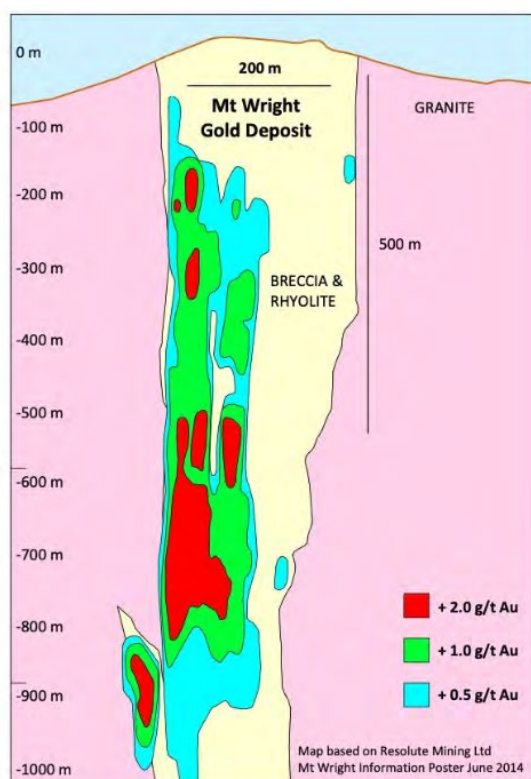 0 m
200 m
Mt Wright
Gold Deposit
GRANITE
-100 m
-200 m
500 m
-300 m
BRECCIA &
RHYOLITE
-400 m
-500 m
-600 m
-700 m
+ 2.0 g/t Au
+ 1.0 g/t Au
-800 m
+ 0.5 g/t Au
-900 m
Map based on Resolute Mining Ltd
Mt Wright Information Poster June 2014
-1000 m